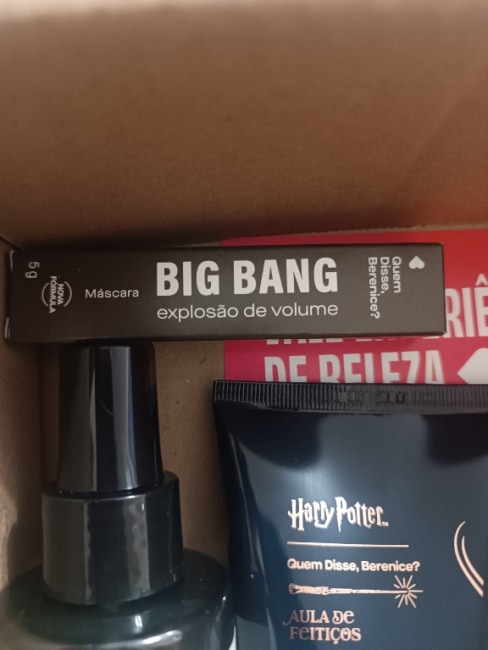 5 g
NOVA
FÓRMULA
Máscara
BIG BANG
explosão de volume
Quem
Disse,
Berenice?
DE BELEZA
Harry Potter
Quem Disse, Berenice?
AULA DE
FEITIÇOS